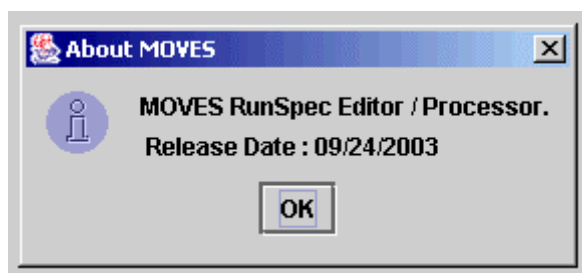 About MOVES
MOVES RunSpec Editor / Processor.
Release Date : 09/24/2003
OK